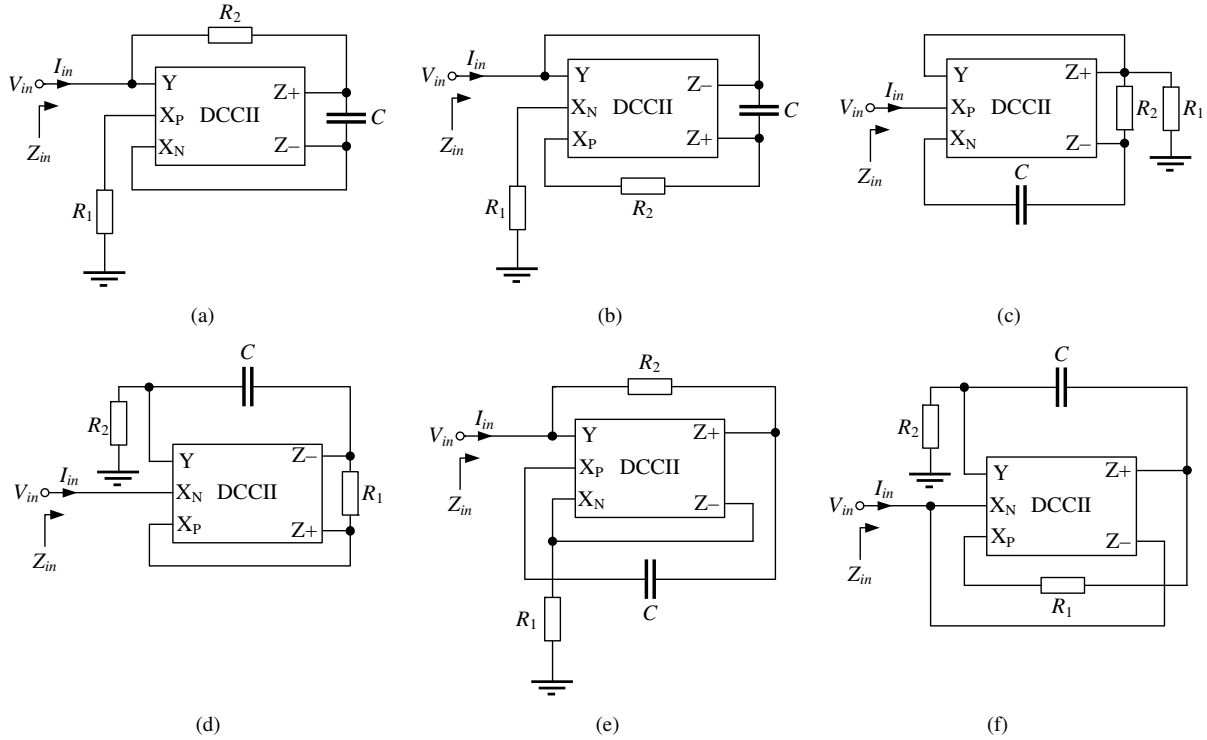 R2
Vin
Iin
Zin
Y
XP
XN
DCCII
Z+
Z−
C
R1
(a)
Vin
Iin
Zin
Y
XN
XP
DCCII
Z−
Z+
C
R1
R2
(b)
Vin
Iin
Zin
Y
XP
XN
DCCII
Z+
Z−
R2
R1
C
(c)
C
R2
Vin
Iin
Zin
Y
XN
XP
DCCII
Z−
Z+
R1
(d)
R2
Vin
Iin
Zin
Y
XP
XN
DCCII
Z+
Z−
R1
C
(e)
C
R2
Vin
Iin
Zin
Y
XN
XP
DCCII
Z+
Z−
R1
(f)